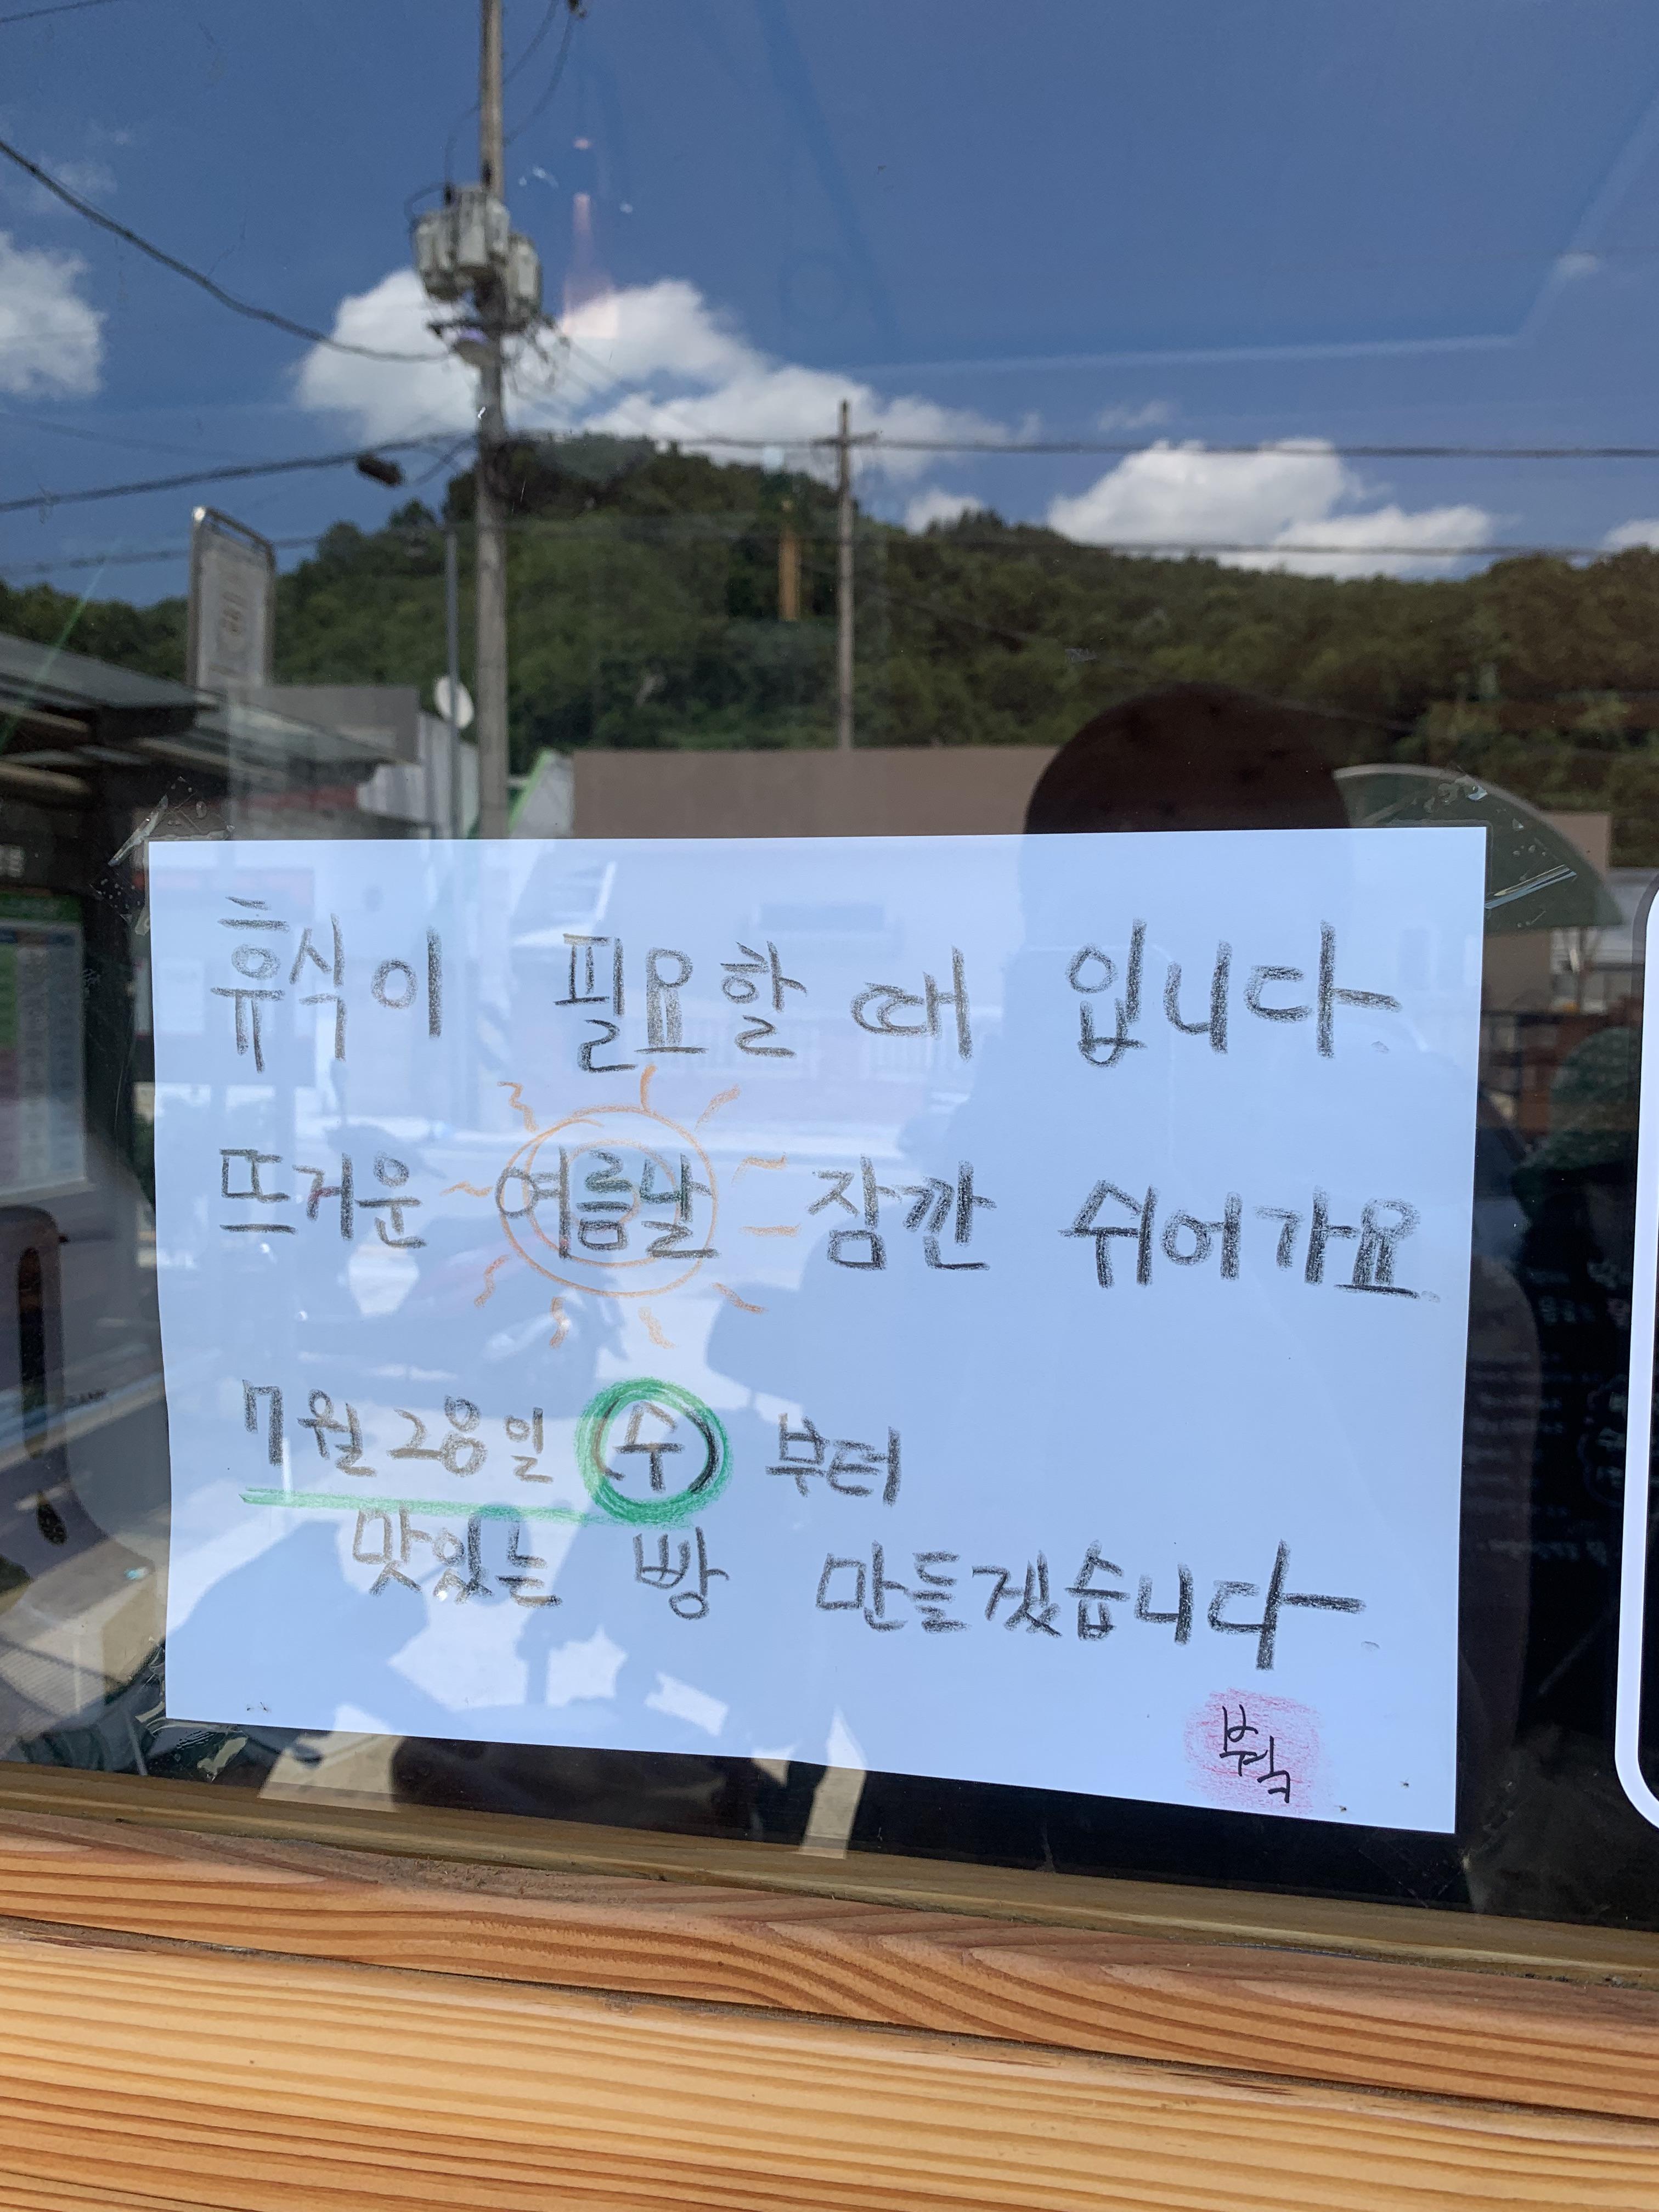 휴식이 필요할 때 입니다.
뜨거운 여름날 잠깐 쉬어가요.
7월 28일 (수) 부터
맛있는 빵 만들겠습니다.